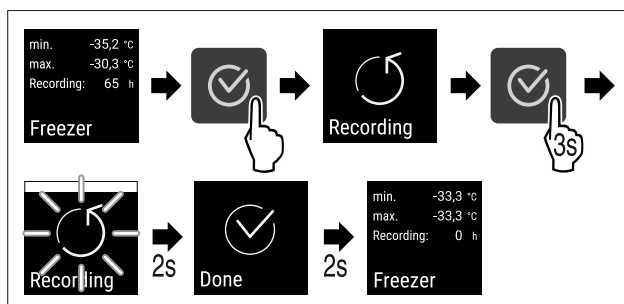 min. -35,2 °C
max. -30,3 °C
Recording: 65 h
Freezer
Recording
3s
Recording
2s
Done
2s
min. -33,3 °C
max. -33,3 °C
Recording: 0 h
Freezer